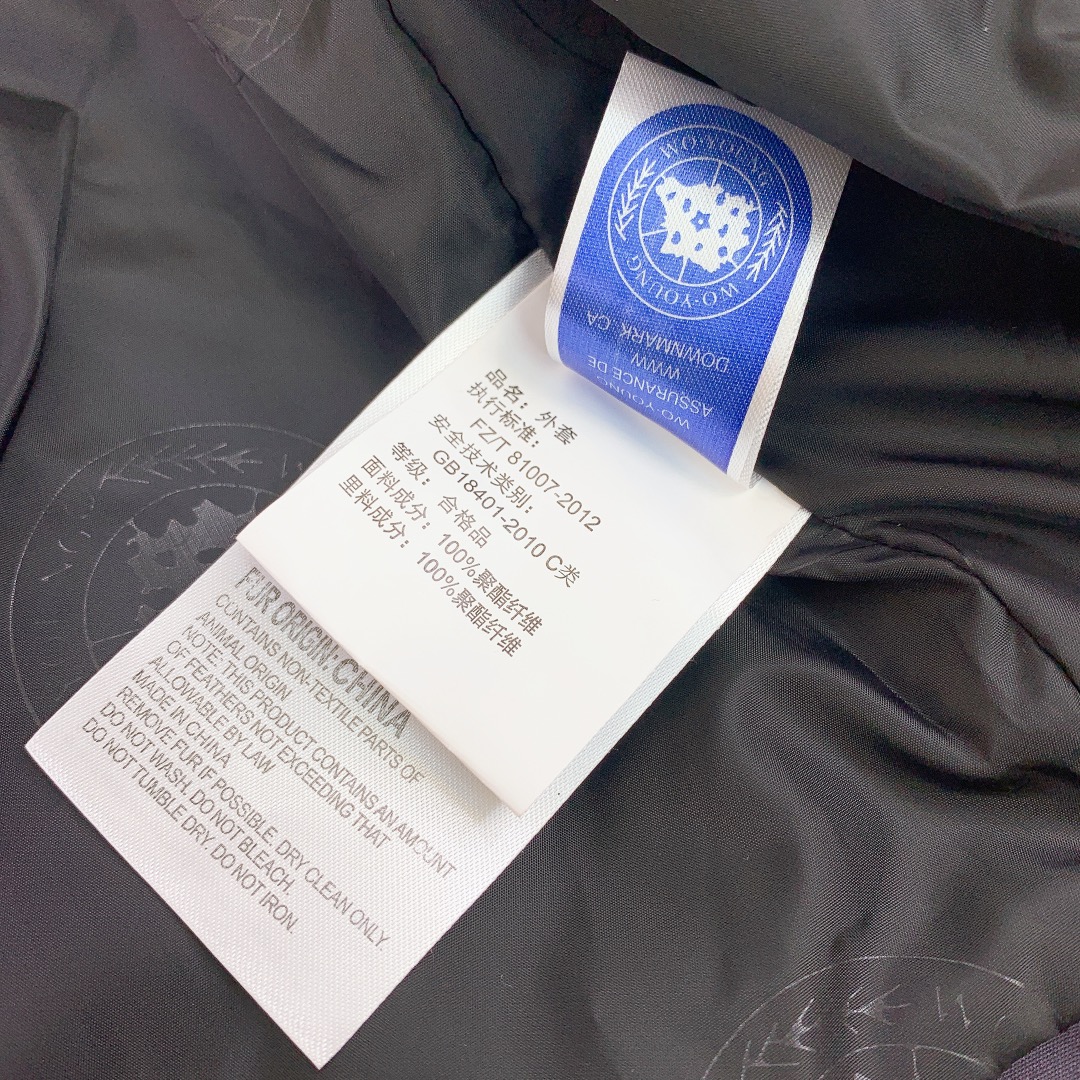 WO·YOUNG
WO·YOUNG
DOWNMARK CA
WWW
ASSURANCE DE
WO·YOUNG
品名：外套
执行标准：
FZ/T 81007-2012
安全技术类别：
GB18401-2010 C类
等级：合格品
面料成分：100%聚酯纤维
里料成分：100%聚酯纤维
FUR ORIGIN: CHINA
CONTAINS NON-TEXTILE PARTS OF
ANIMAL ORIGIN
NOTE: THIS PRODUCT CONTAINS AN AMOUNT
OF FEATHERS NOT EXCEEDING THAT
ALLOWABLE BY LAW
MADE IN CHINA
REMOVE FUR IF POSSIBLE. DRY CLEAN ONLY.
DO NOT WASH. DO NOT BLEACH.
DO NOT TUMBLE DRY. DO NOT IRON.